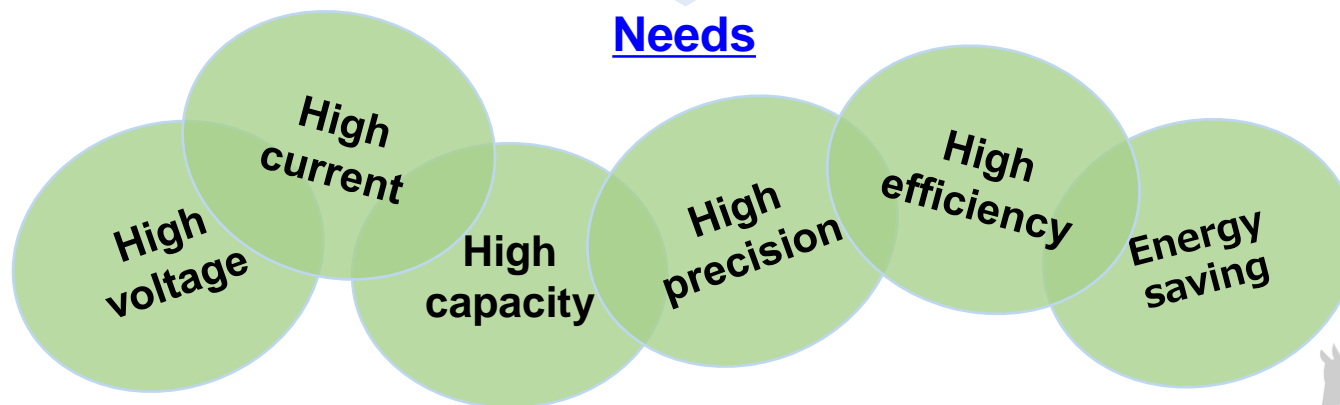 Needs
High
voltage
High
current
High
capacity
High
precision
High
efficiency
Energy
saving